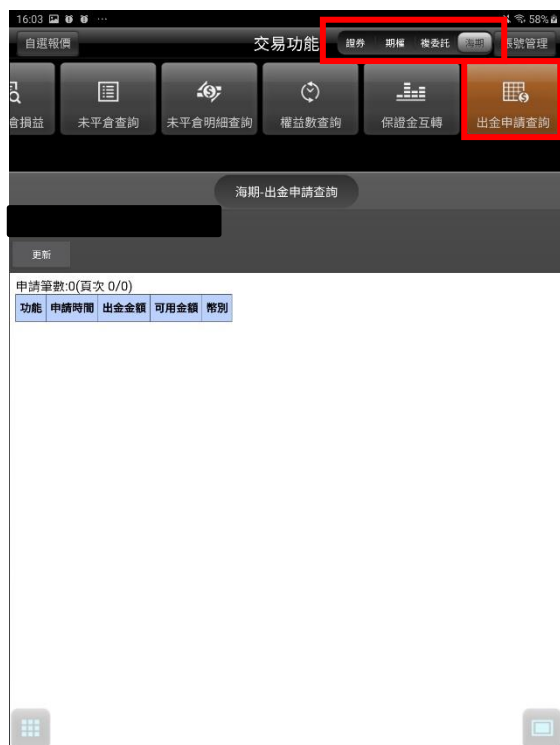 16:03 58%
自選報價 交易功能 證券 期權 複委託 海期 帳號管理
倉損益 未平倉查詢 未平倉明細查詢 權益數查詢 保證金互轉 出金申請查詢
海期-出金申請查詢
更新
申請筆數:0(頁次 0/0)
功能 申請時間 出金金額 可用金額 幣別